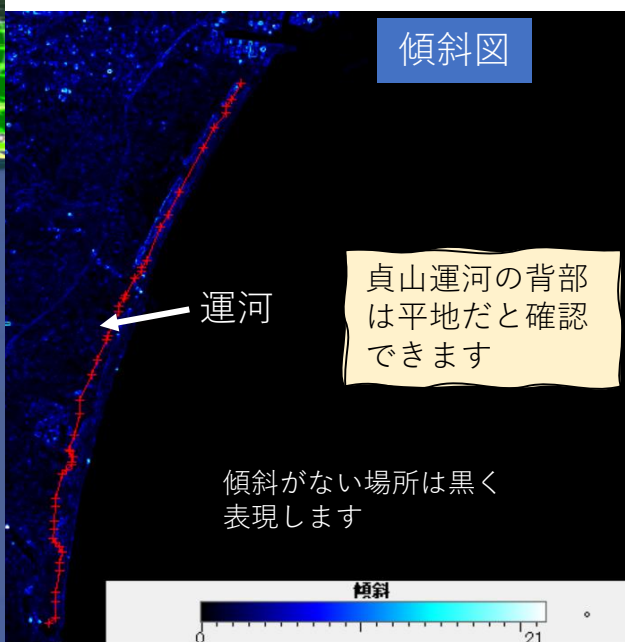 傾斜図
貞山運河の背部
は平地だと確認
できます
運河
傾斜がない場所は黒く
表現します
傾斜
0 21 °